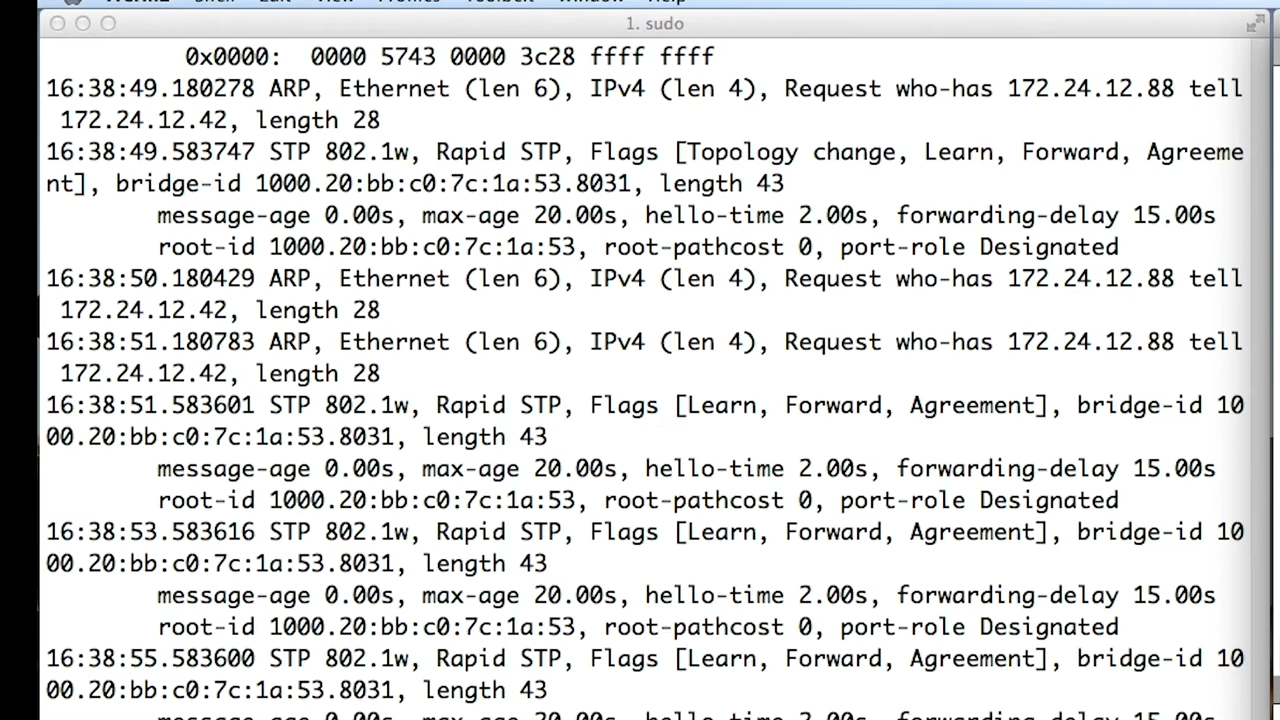 1. sudo
0x0000:  0000 5743 0000 3c28 ffff ffff
16:38:49.180278 ARP, Ethernet (len 6), IPv4 (len 4), Request who-has 172.24.12.88 tell
172.24.12.42, length 28
16:38:49.583747 STP 802.1w, Rapid STP, Flags [Topology change, Learn, Forward, Agreeme
nt], bridge-id 1000.20:bb:c0:7c:1a:53.8031, length 43
message-age 0.00s, max-age 20.00s, hello-time 2.00s, forwarding-delay 15.00s
root-id 1000.20:bb:c0:7c:1a:53, root-pathcost 0, port-role Designated
16:38:50.180429 ARP, Ethernet (len 6), IPv4 (len 4), Request who-has 172.24.12.88 tell
172.24.12.42, length 28
16:38:51.180783 ARP, Ethernet (len 6), IPv4 (len 4), Request who-has 172.24.12.88 tell
172.24.12.42, length 28
16:38:51.583601 STP 802.1w, Rapid STP, Flags [Learn, Forward, Agreement], bridge-id 10
00.20:bb:c0:7c:1a:53.8031, length 43
message-age 0.00s, max-age 20.00s, hello-time 2.00s, forwarding-delay 15.00s
root-id 1000.20:bb:c0:7c:1a:53, root-pathcost 0, port-role Designated
16:38:53.583616 STP 802.1w, Rapid STP, Flags [Learn, Forward, Agreement], bridge-id 10
00.20:bb:c0:7c:1a:53.8031, length 43
message-age 0.00s, max-age 20.00s, hello-time 2.00s, forwarding-delay 15.00s
root-id 1000.20:bb:c0:7c:1a:53, root-pathcost 0, port-role Designated
16:38:55.583600 STP 802.1w, Rapid STP, Flags [Learn, Forward, Agreement], bridge-id 10
00.20:bb:c0:7c:1a:53.8031, length 43